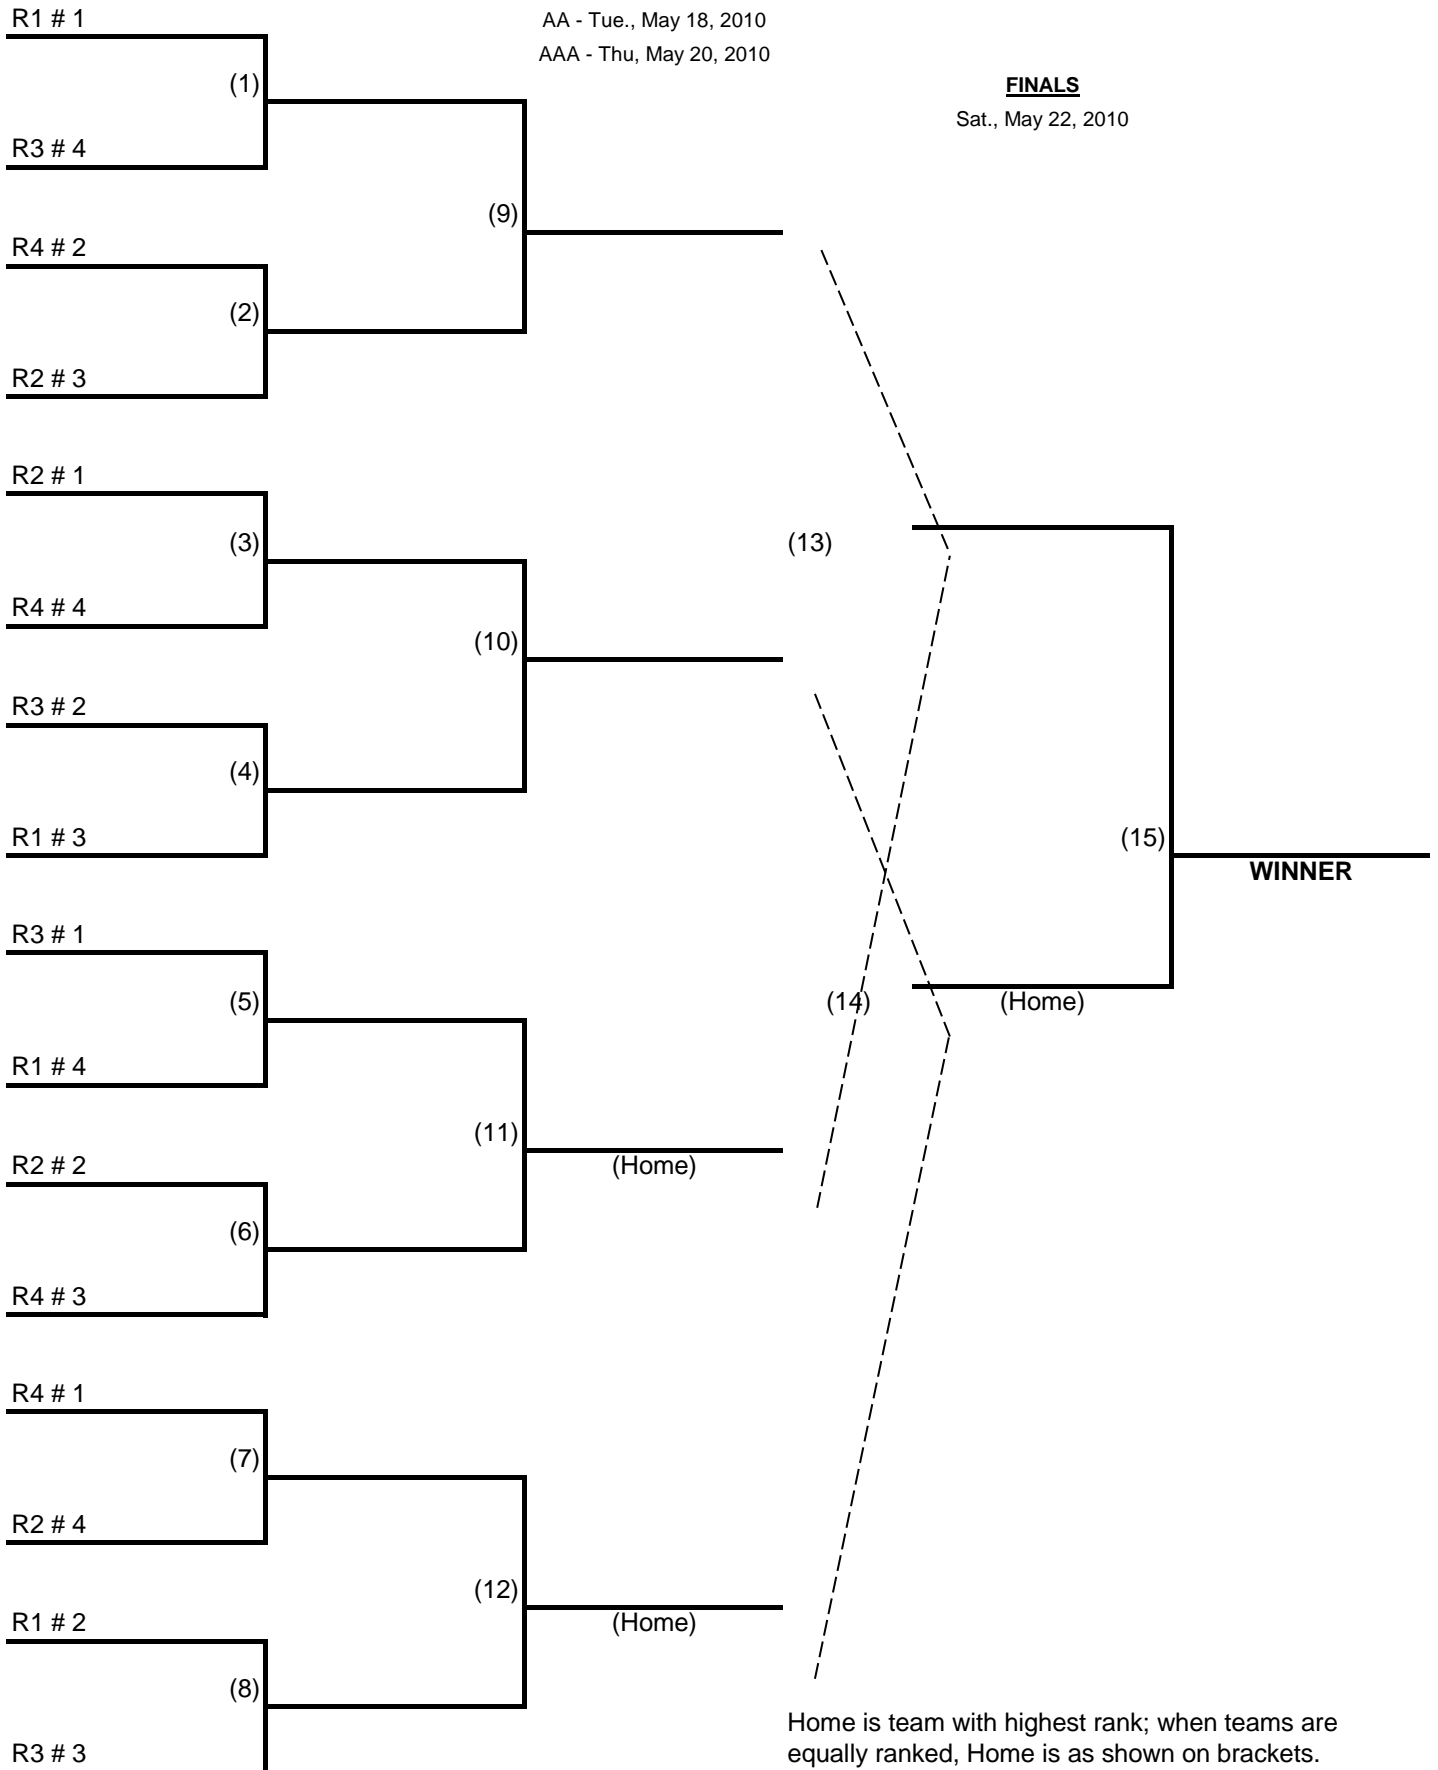 R1 # 1
AA - Tue., May 18, 2010
AAA - Thu, May 20, 2010
FINALS
Sat., May 22, 2010
(1)
R3 # 4
(9)
R4 # 2
(2)
R2 # 3
R2 # 1
(3)
(13)
R4 # 4
(10)
R3 # 2
(4)
R1 # 3
(15)
WINNER
R3 # 1
(5)
(14)
(Home)
R1 # 4
(11)
(Home)
R2 # 2
(6)
R4 # 3
R4 # 1
(7)
R2 # 4
(12)
(Home)
R1 # 2
(8)
R3 # 3
Home is team with highest rank; when teams are
equally ranked, Home is as shown on brackets.